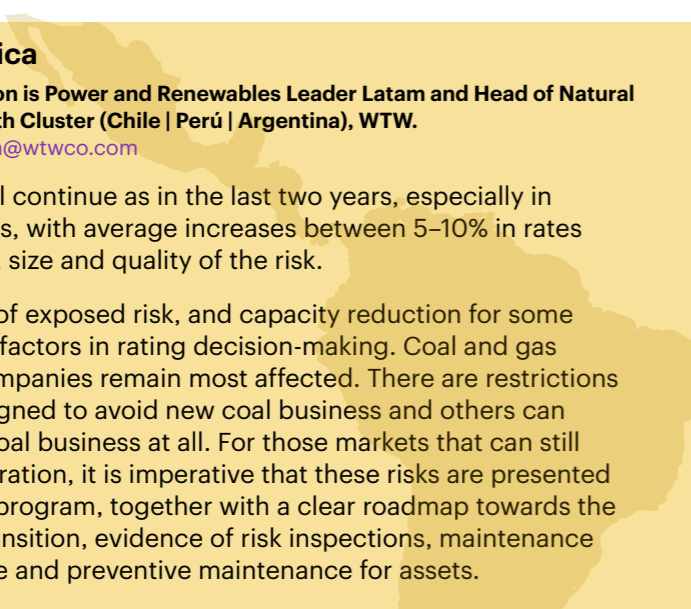 ica
on is Power and Renewables Leader Latam and Head of Natural
th Cluster (Chile | Perú | Argentina), WTW.
@wtwco.com
l continue as in the last two years, especially in
s, with average increases between 5–10% in rates
size and quality of the risk.
of exposed risk, and capacity reduction for some
factors in rating decision-making. Coal and gas
mpanies remain most affected. There are restrictions
gned to avoid new coal business and others can
oal business at all. For those markets that can still
ration, it is imperative that these risks are presented
program, together with a clear roadmap towards the
nsition, evidence of risk inspections, maintenance
e and preventive maintenance for assets.